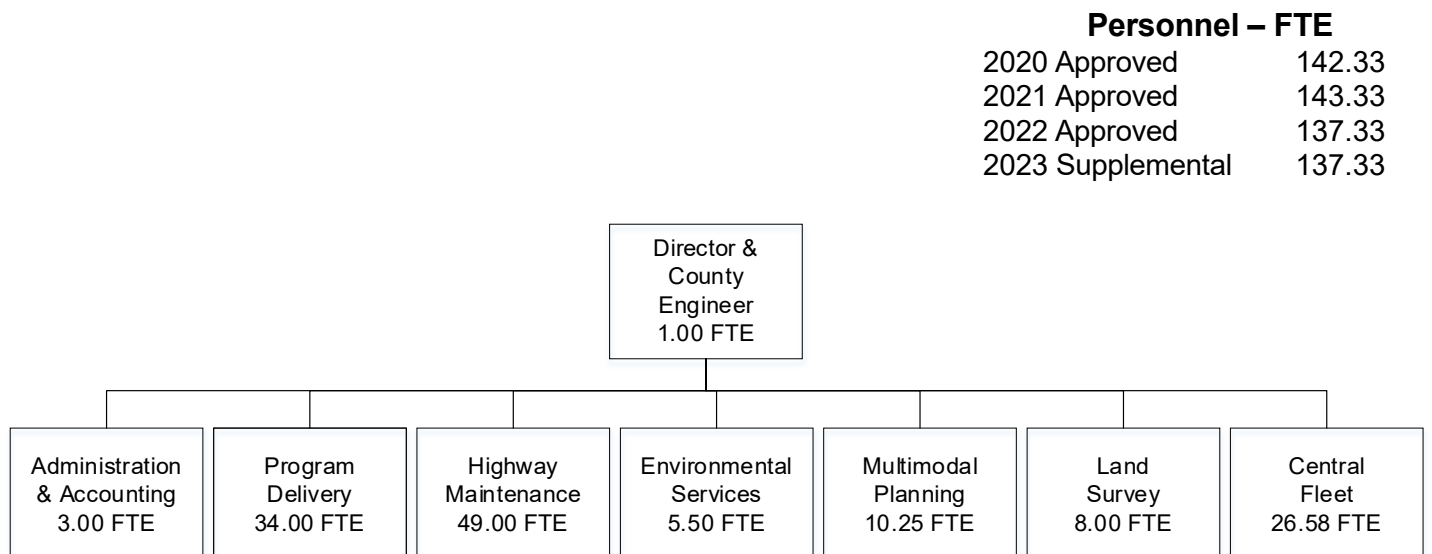 Personnel – FTE
2020 Approved 142.33
2021 Approved 143.33
2022 Approved 137.33
2023 Supplemental 137.33
Director &
County
Engineer
1.00 FTE
Administration
& Accounting
3.00 FTE
Program
Delivery
34.00 FTE
Highway
Maintenance
49.00 FTE
Environmental
Services
5.50 FTE
Multimodal
Planning
10.25 FTE
Land
Survey
8.00 FTE
Central
Fleet
26.58 FTE